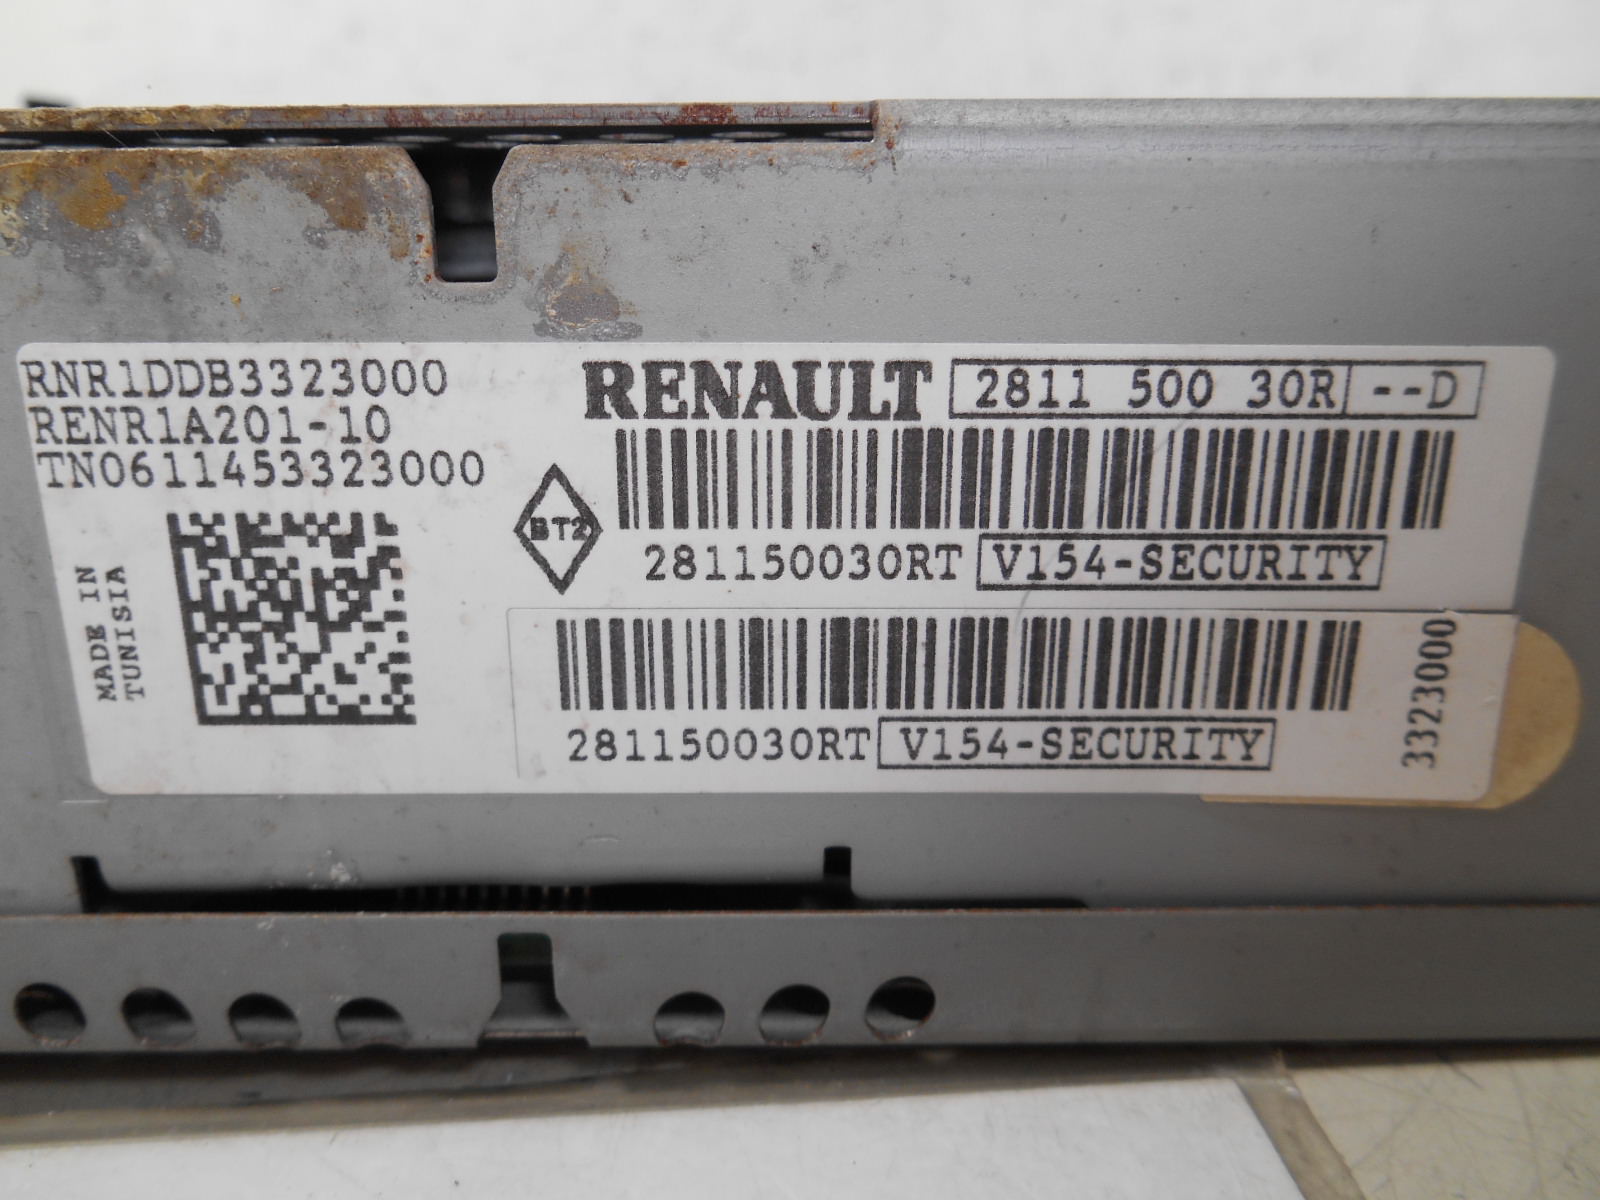 RNR1DDB3323000
RENR1A201-10
TN0611453323000
MADE IN
TUNISIA
RENAULT 2811 500 30R --D
BT2
281150030RT V154-SECURITY
281150030RT V154-SECURITY
3323000